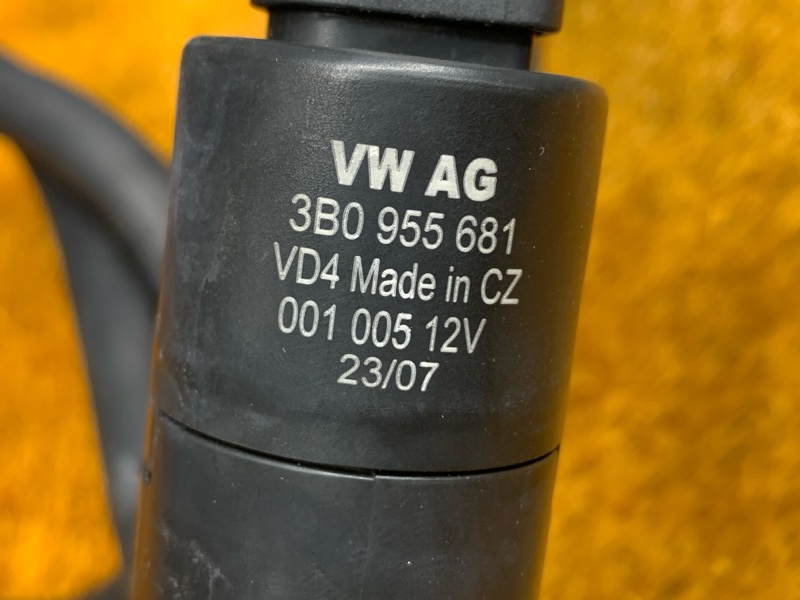 VW AG
3B0 955 681
VD4 Made in CZ
001 005 12V
23/07